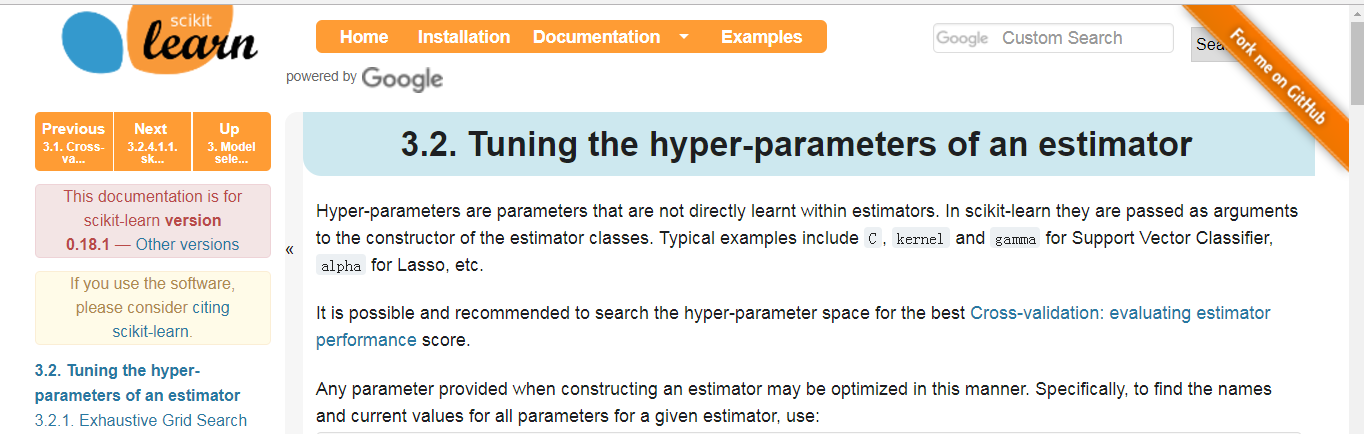 scikit
learn
Home Installation Documentation Examples
Google Custom Search
Sea
Fork me on GitHub
powered by Google
Previous
3.1. Cross-
va...
Next
3.2.4.1.1.
sk...
Up
3. Model
sele...
This documentation is for
scikit-learn version
0.18.1 — Other versions
If you use the software,
please consider citing
scikit-learn.
3.2. Tuning the hyper-
parameters of an estimator
3.2.1. Exhaustive Grid Search
«
3.2. Tuning the hyper-parameters of an estimator
Hyper-parameters are parameters that are not directly learnt within estimators. In scikit-learn they are passed as arguments
to the constructor of the estimator classes. Typical examples include C, kernel and gamma for Support Vector Classifier,
alpha for Lasso, etc.
It is possible and recommended to search the hyper-parameter space for the best Cross-validation: evaluating estimator
performance score.
Any parameter provided when constructing an estimator may be optimized in this manner. Specifically, to find the names
and current values for all parameters for a given estimator, use: